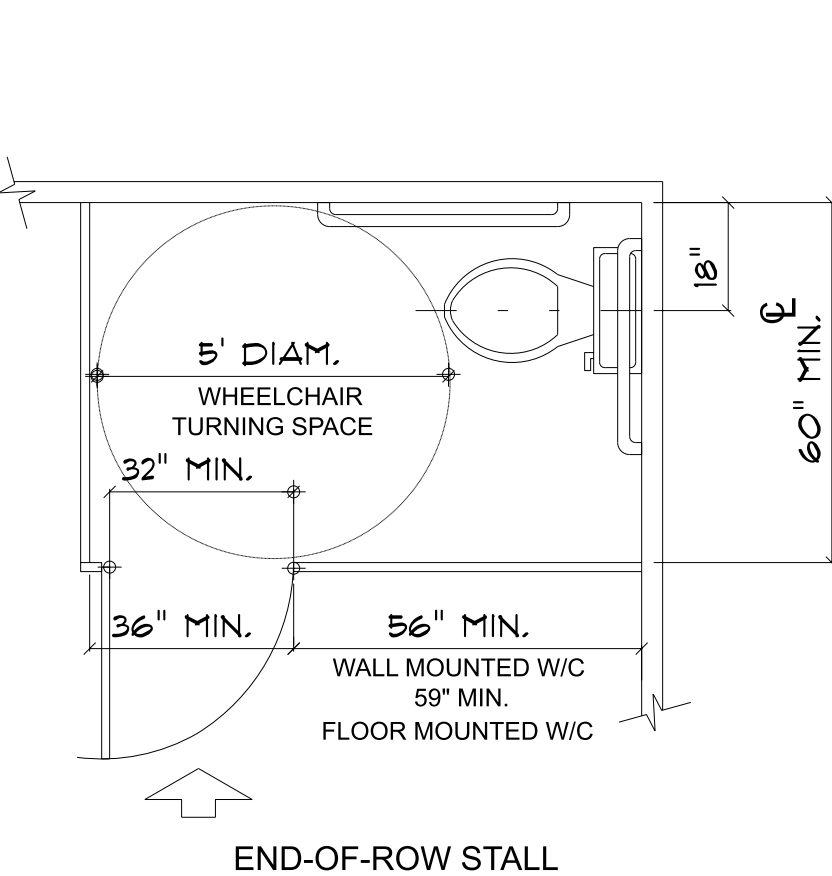 18"
℄
60" MIN.
5' DIAM.
WHEELCHAIR
TURNING SPACE
32" MIN.
36" MIN.
56" MIN.
WALL MOUNTED W/C
59" MIN.
FLOOR MOUNTED W/C
END-OF-ROW STALL